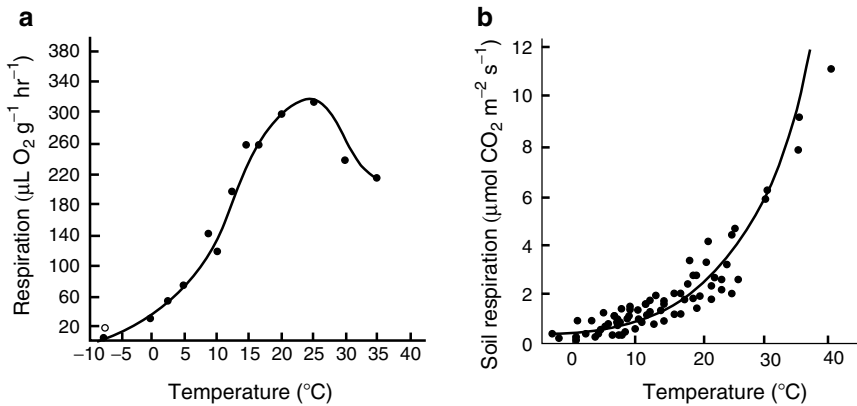 a
380
340
300
260
220
180
140
100
60
20
Respiration (μL O₂ g⁻¹ hr⁻¹)
−10 −5 0 5 10 15 20 25 30 35 40
Temperature (°C)
b
12
10
8
6
4
2
0
Soil respiration (μmol CO₂ m⁻² s⁻¹)
0 10 20 30 40
Temperature (°C)